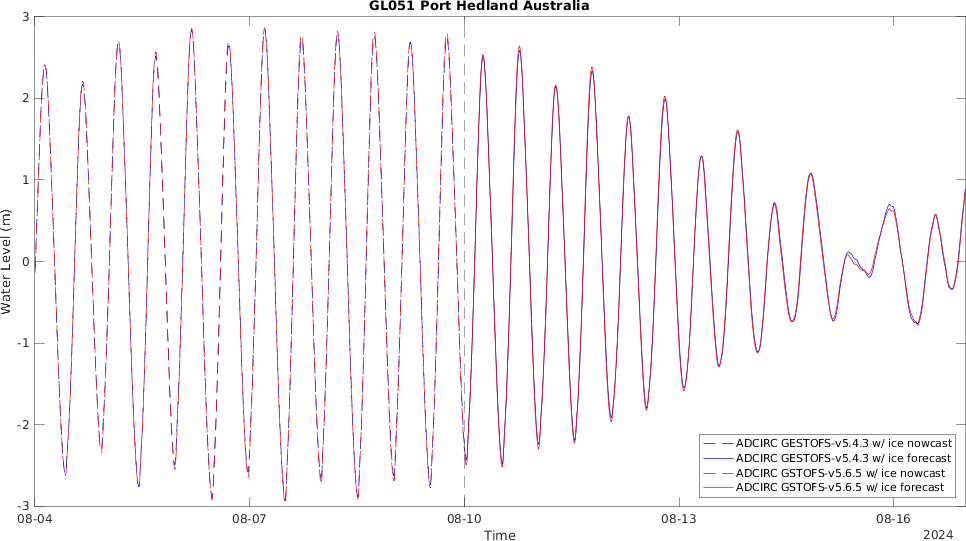 GL051 Port Hedland Australia
3
2
1
0
-1
-2
-3
Water Level (m)
08-04
08-07
08-10
08-13
08-16
Time
2024
ADCIRC GESTOFS-v5.4.3 w/ ice nowcast
ADCIRC GESTOFS-v5.4.3 w/ ice forecast
ADCIRC GSTOFS-v5.6.5 w/ ice nowcast
ADCIRC GSTOFS-v5.6.5 w/ ice forecast